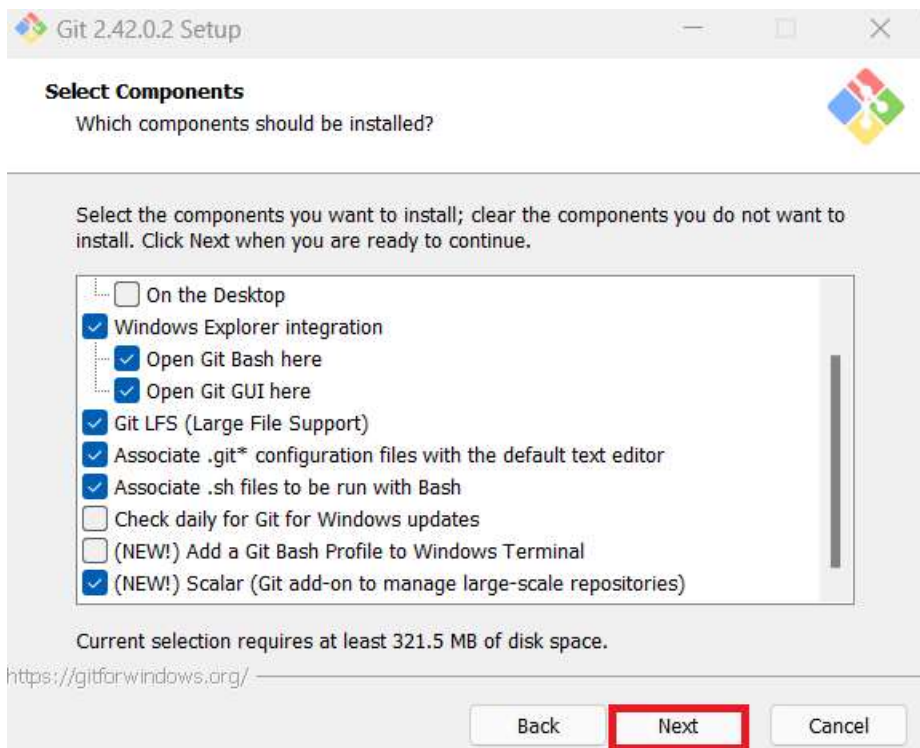 Git 2.42.0.2 Setup
Select Components
Which components should be installed?
Select the components you want to install; clear the components you do not want to
install. Click Next when you are ready to continue.
On the Desktop
Windows Explorer integration
Open Git Bash here
Open Git GUI here
Git LFS (Large File Support)
Associate .git* configuration files with the default text editor
Associate .sh files to be run with Bash
Check daily for Git for Windows updates
(NEW!) Add a Git Bash Profile to Windows Terminal
(NEW!) Scalar (Git add-on to manage large-scale repositories)
Current selection requires at least 321.5 MB of disk space.
https://gitforwindows.org/
Back Next Cancel